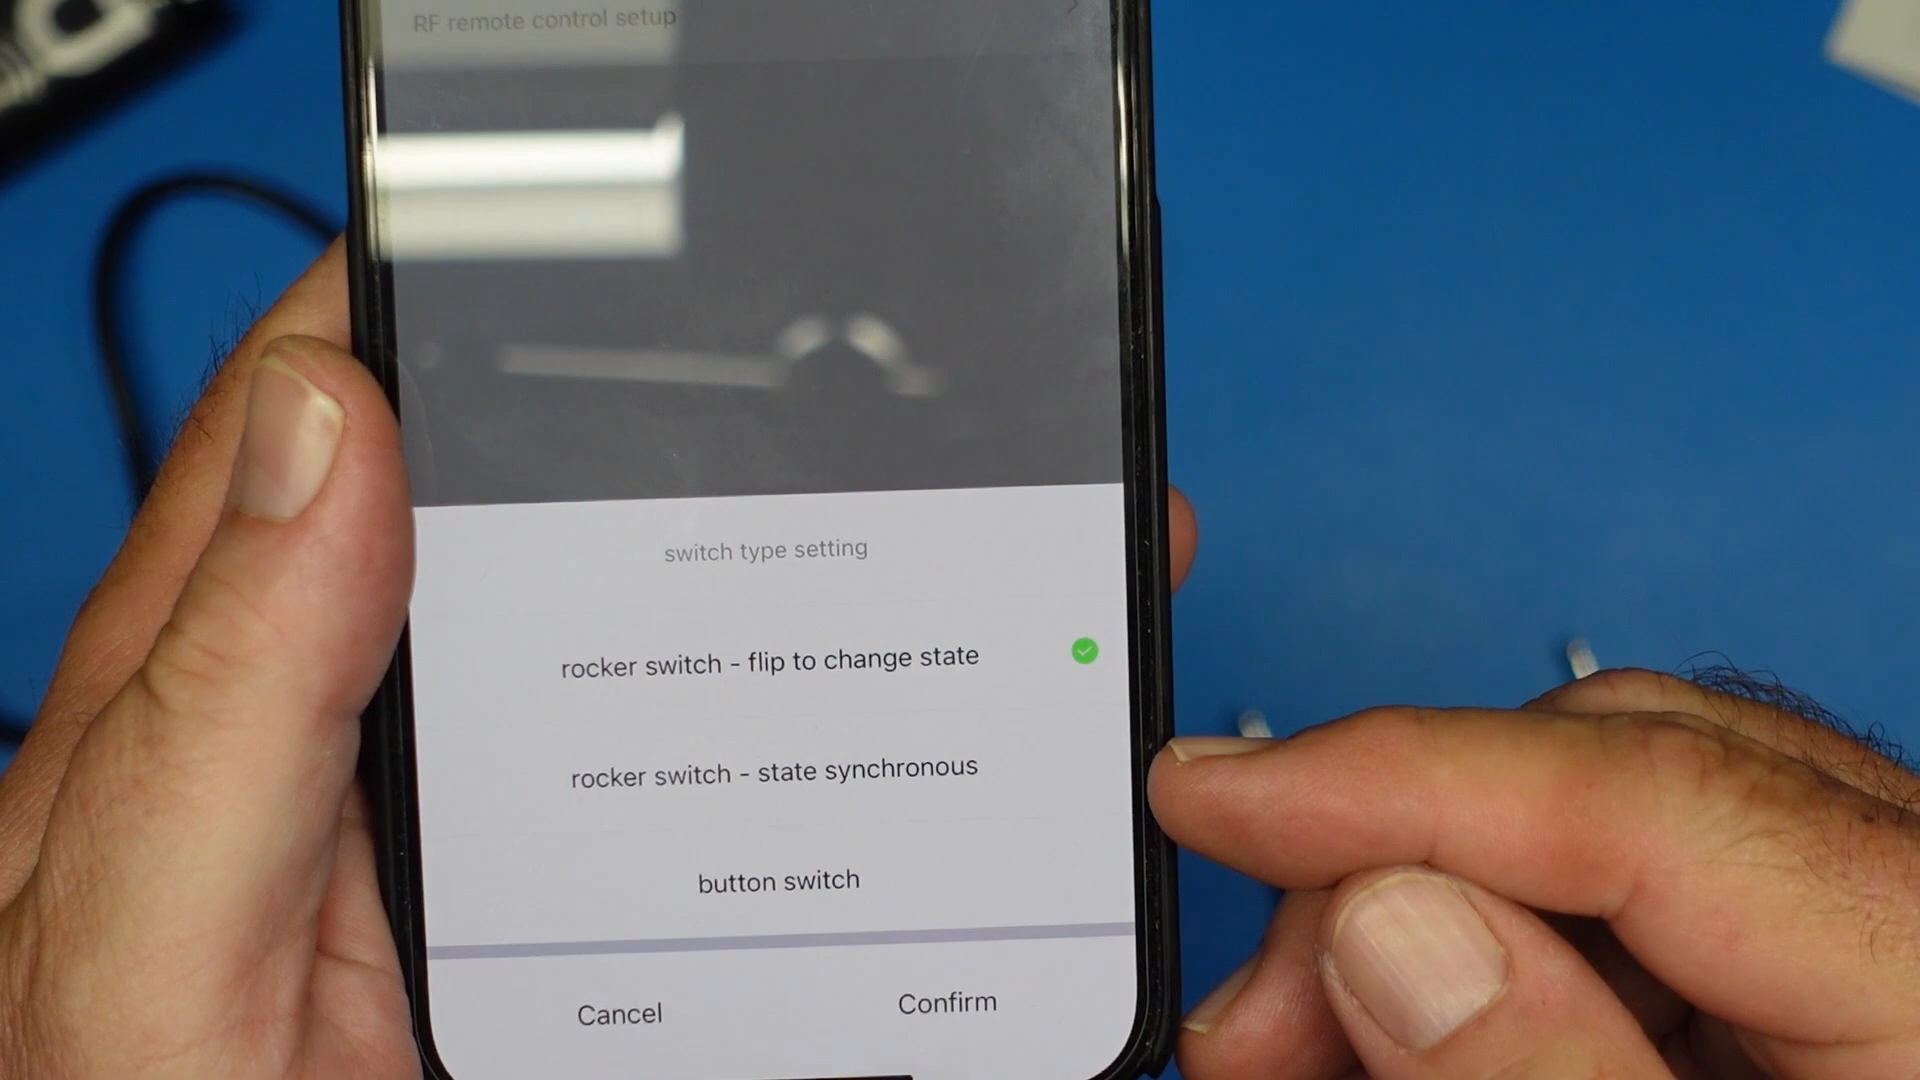 RF remote control setup
switch type setting
rocker switch - flip to change state
rocker switch - state synchronous
button switch
Cancel
Confirm